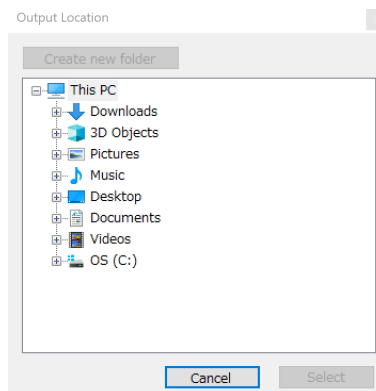 Output Location
Create new folder
This PC
Downloads
3D Objects
Pictures
Music
Desktop
Documents
Videos
OS (C:)
Cancel Select